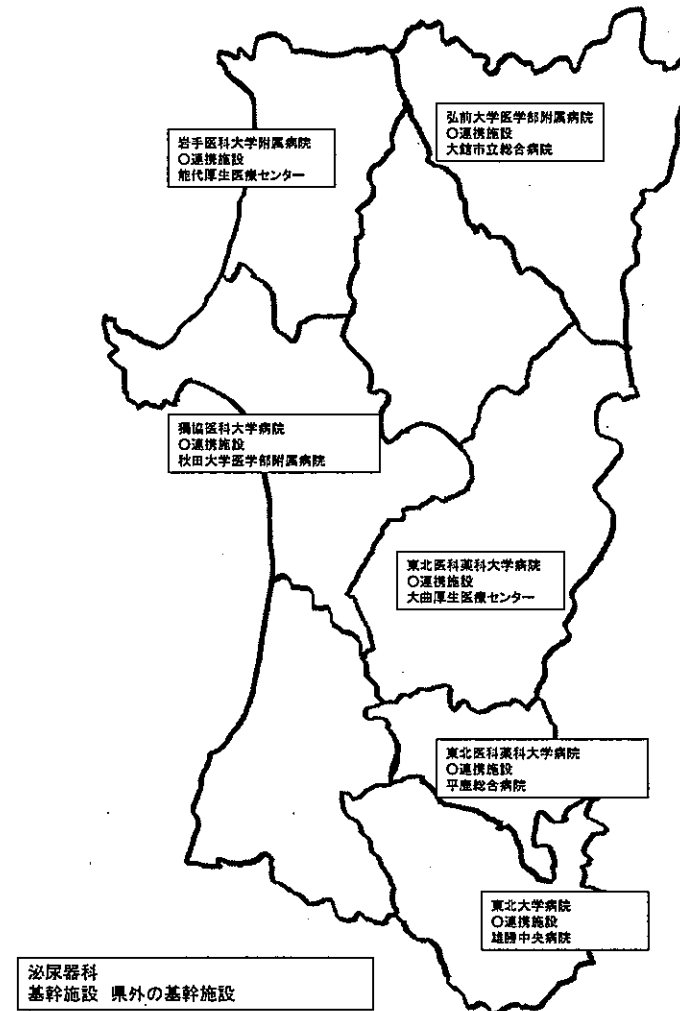 弘前大学医学部附属病院
〇連携施設
大館市立総合病院
岩手医科大学附属病院
〇連携施設
能代厚生医療センター
獨協医科大学病院
〇連携施設
秋田大学医学部附属病院
東北医科薬科大学病院
〇連携施設
大曲厚生医療センター
東北医科薬科大学病院
〇連携施設
平鹿総合病院
東北大学病院
〇連携施設
雄勝中央病院
泌尿器科
基幹施設 県外の基幹施設